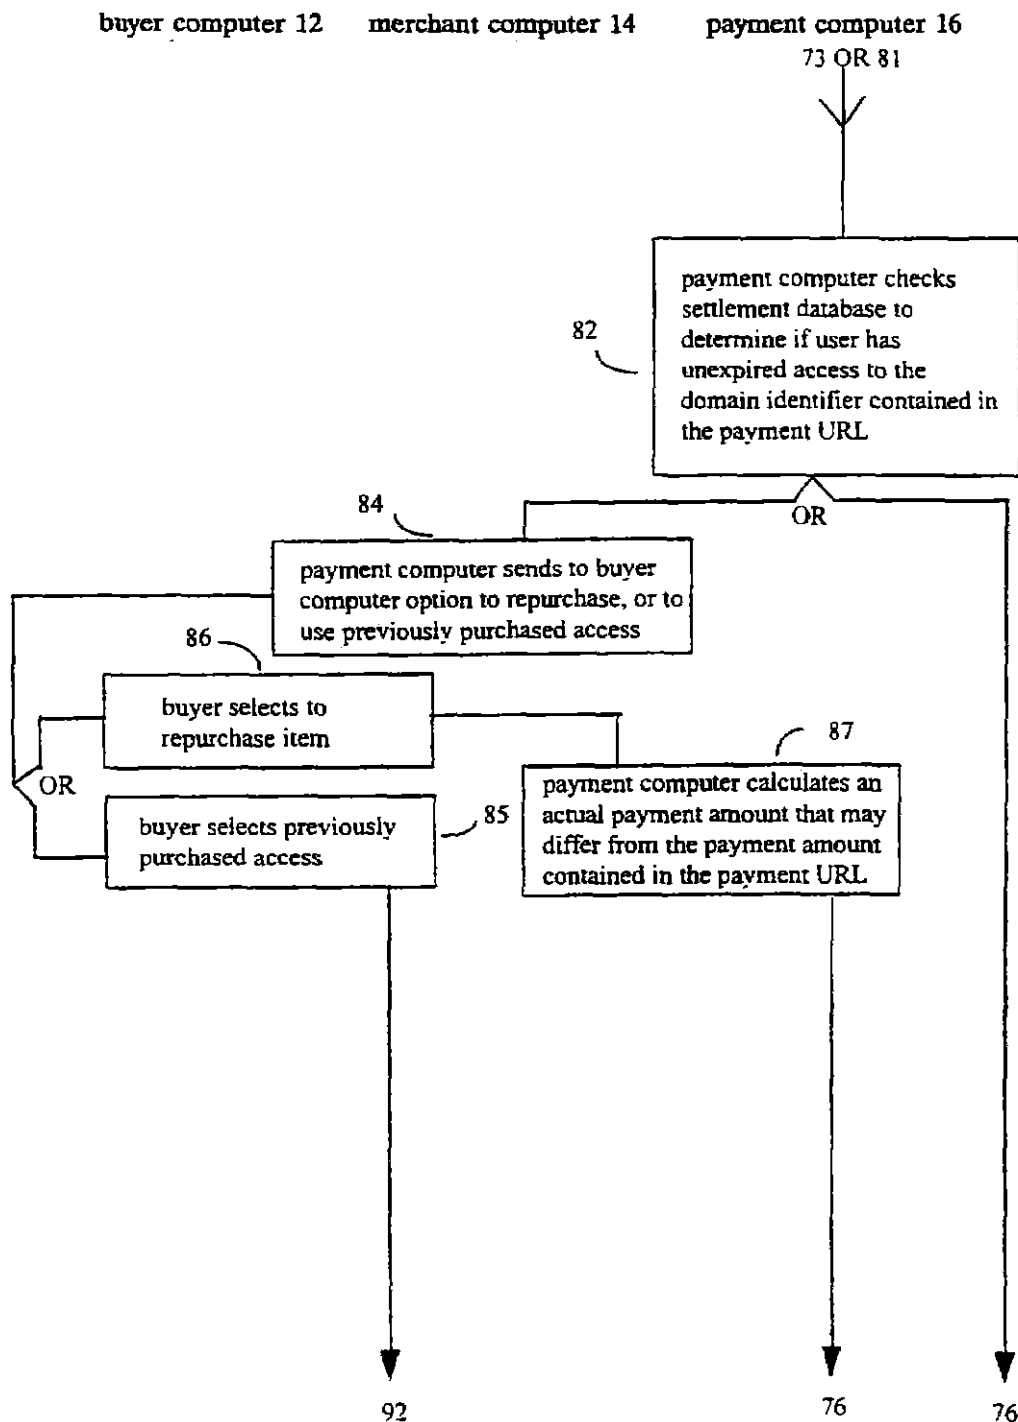 buyer computer 12 merchant computer 14 payment computer 16
73 OR 81
82
payment computer checks
settlement database to
determine if user has
unexpired access to the
domain identifier contained in
the payment URL
OR
84
payment computer sends to buyer
computer option to repurchase, or to
use previously purchased access
86
buyer selects to
repurchase item
OR
87
payment computer calculates an
actual payment amount that may
differ from the payment amount
contained in the payment URL
85
buyer selects previously
purchased access
92
76
76